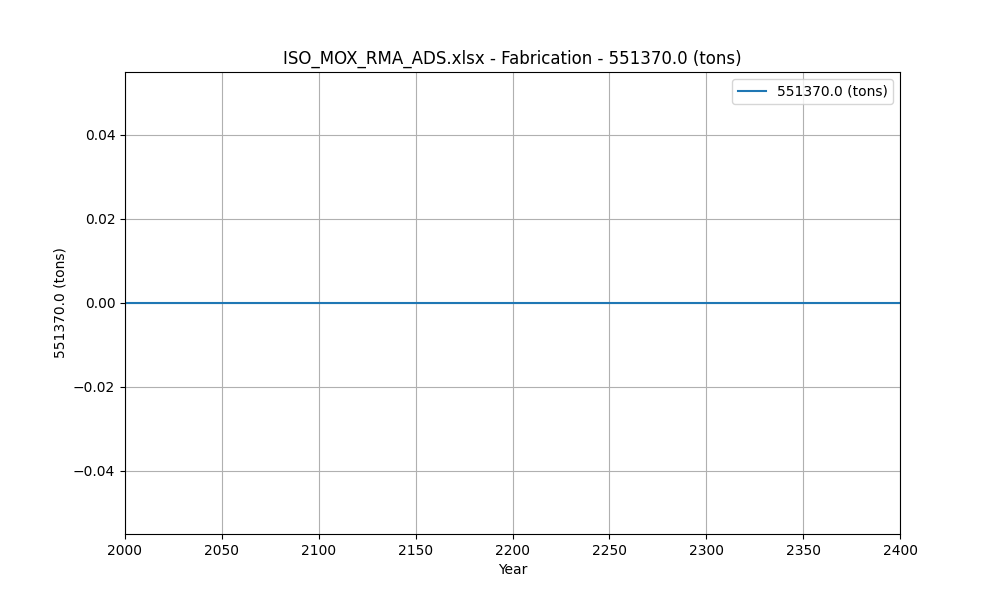 ISO_MOX_RMA_ADS.xlsx - Fabrication - 551370.0 (tons)
551370.0 (tons)
551370.0 (tons)
0.04
0.02
0.00
−0.02
−0.04
2000 2050 2100 2150 2200 2250 2300 2350 2400
Year